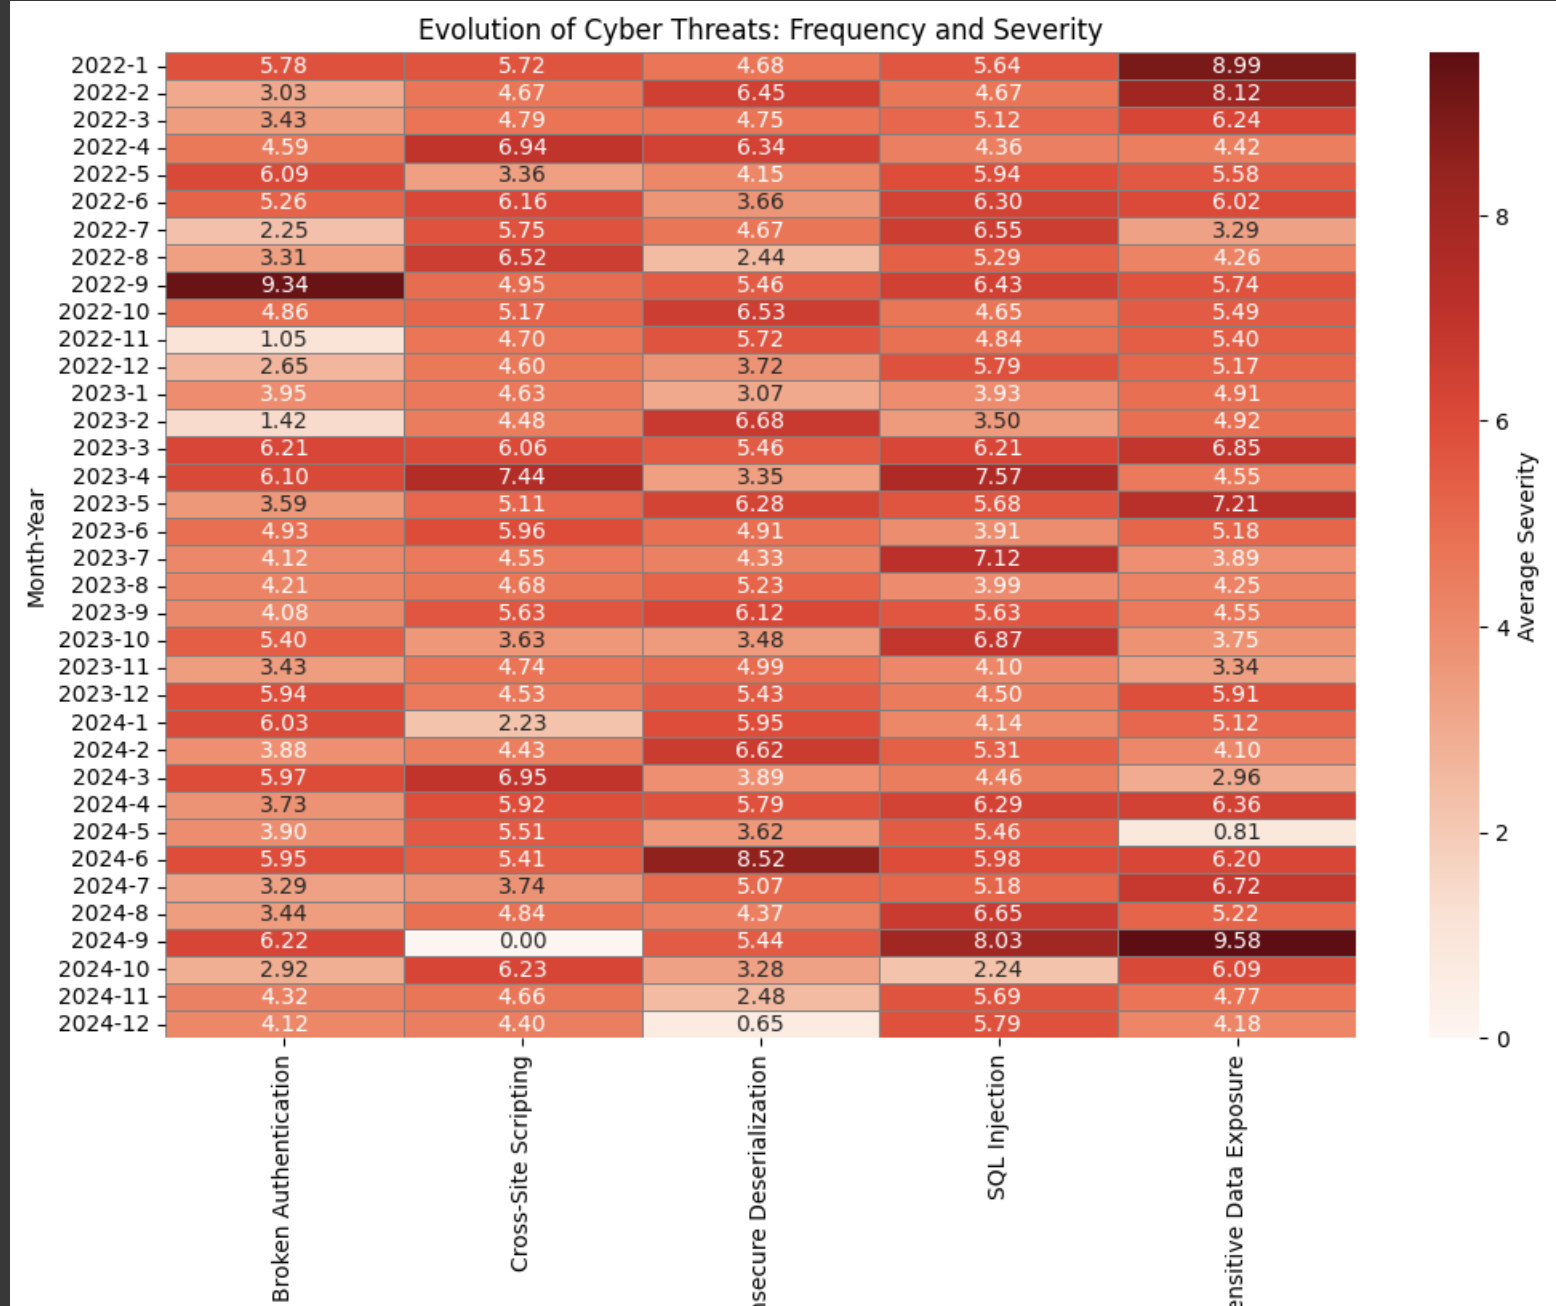 Evolution of Cyber Threats: Frequency and Severity
2022-1 5.78 5.72 4.68 5.64 8.99
2022-2 3.03 4.67 6.45 4.67 8.12
2022-3 3.43 4.79 4.75 5.12 6.24
2022-4 4.59 6.94 6.34 4.36 4.42
2022-5 6.09 3.36 4.15 5.94 5.58
2022-6 5.26 6.16 3.66 6.30 6.02
2022-7 2.25 5.75 4.67 6.55 3.29
2022-8 3.31 6.52 2.44 5.29 4.26
2022-9 9.34 4.95 5.46 6.43 5.74
2022-10 4.86 5.17 6.53 4.65 5.49
2022-11 1.05 4.70 5.72 4.84 5.40
2022-12 2.65 4.60 3.72 5.79 5.17
2023-1 3.95 4.63 3.07 3.93 4.91
2023-2 1.42 4.48 6.68 3.50 4.92
2023-3 6.21 6.06 5.46 6.21 6.85
2023-4 6.10 7.44 3.35 7.57 4.55
2023-5 3.59 5.11 6.28 5.68 7.21
2023-6 4.93 5.96 4.91 3.91 5.18
2023-7 4.12 4.55 4.33 7.12 3.89
2023-8 4.21 4.68 5.23 3.99 4.25
2023-9 4.08 5.63 6.12 5.63 4.55
2023-10 5.40 3.63 3.48 6.87 3.75
2023-11 3.43 4.74 4.99 4.10 3.34
2023-12 5.94 4.53 5.43 4.50 5.91
2024-1 6.03 2.23 5.95 4.14 5.12
2024-2 3.88 4.43 6.62 5.31 4.10
2024-3 5.97 6.95 3.89 4.46 2.96
2024-4 3.73 5.92 5.79 6.29 6.36
2024-5 3.90 5.51 3.62 5.46 0.81
2024-6 5.95 5.41 8.52 5.98 6.20
2024-7 3.29 3.74 5.07 5.18 6.72
2024-8 3.44 4.84 4.37 6.65 5.22
2024-9 6.22 0.00 5.44 8.03 9.58
2024-10 2.92 6.23 3.28 2.24 6.09
2024-11 4.32 4.66 2.48 5.69 4.77
2024-12 4.12 4.40 0.65 5.79 4.18
Month-Year
Broken Authentication
Cross-Site Scripting
nsecure Deserialization
SQL Injection
ensitive Data Exposure
8
6
4
2
0
Average Severity